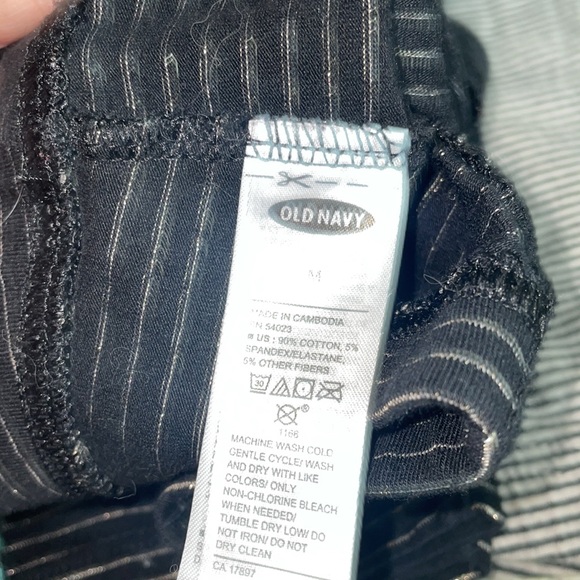 OLD NAVY
M
MADE IN CAMBODIA
RN 54023
US : 90% COTTON, 5%
SPANDEX/ELASTANE,
5% OTHER FIBERS
30
®
1166
MACHINE WASH COLD
GENTLE CYCLE/ WASH
AND DRY WITH LIKE
COLORS/ ONLY
NON-CHLORINE BLEACH
WHEN NEEDED/
TUMBLE DRY LOW/ DO
NOT IRON/ DO NOT
DRY CLEAN
CA 17897